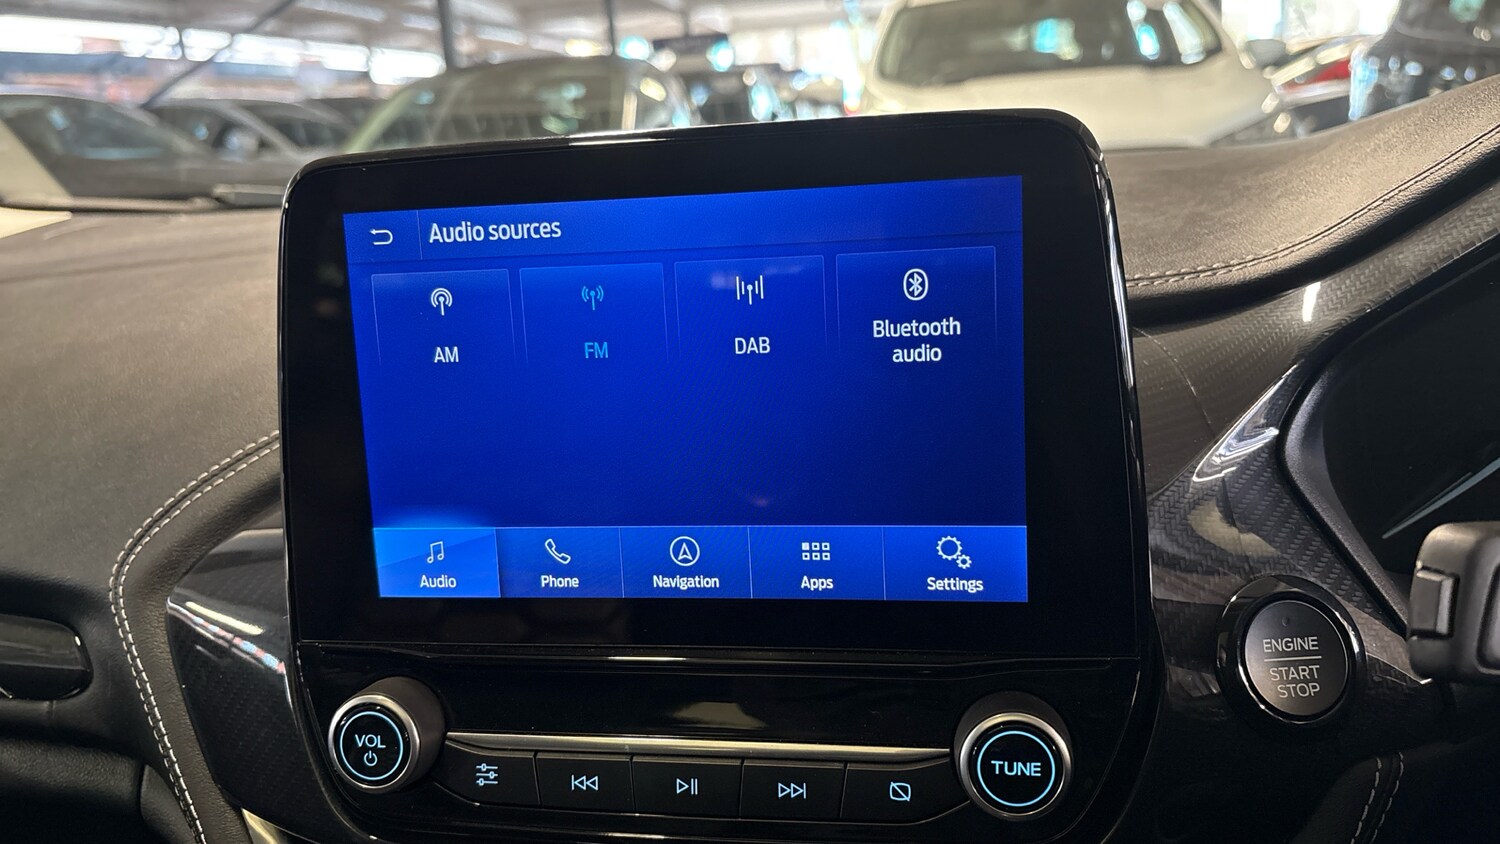 Audio sources
AM
FM
DAB
Bluetooth
audio
Audio
Phone
Navigation
Apps
Settings
ENGINE
START
STOP
VOL
TUNE